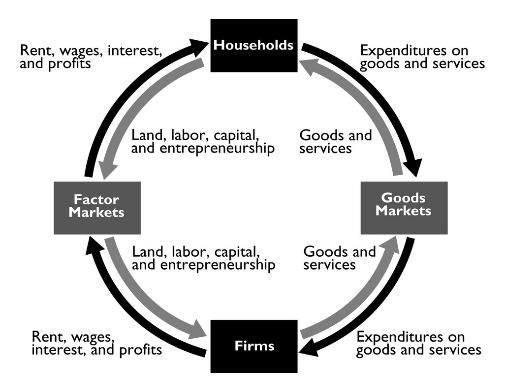 Households
Rent, wages, interest,
and profits
Expenditures on
goods and services
Land, labor, capital,
and entrepreneurship
Goods and
services
Factor
Markets
Goods
Markets
Land, labor, capital,
and entrepreneurship
Goods and
services
Rent, wages,
interest, and profits
Firms
Expenditures on
goods and services